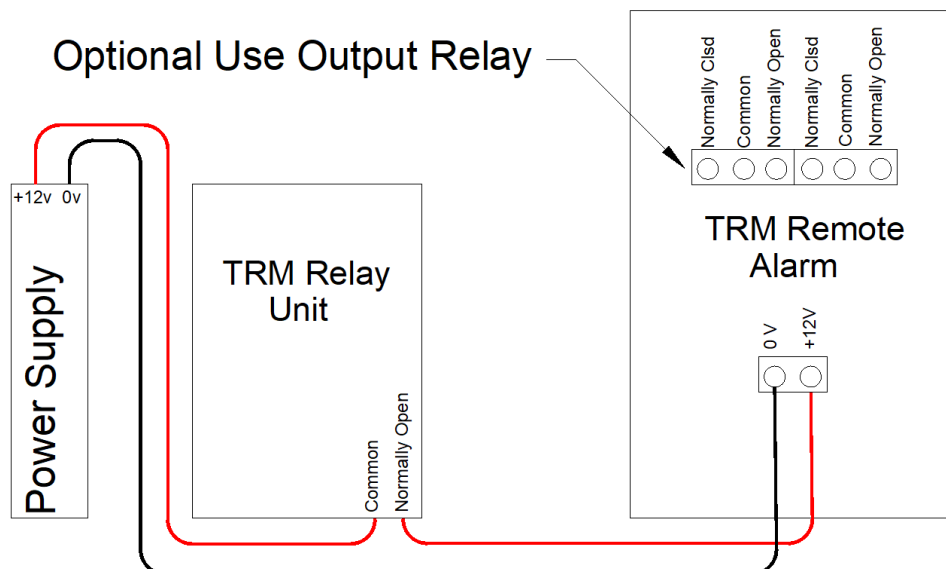 Optional Use Output Relay
Normally Clsd
Common
Normally Open
Normally Clsd
Common
Normally Open
+12v 0v
Power Supply
TRM Relay
Unit
Common
Normally Open
TRM Remote
Alarm
0 V
+12V